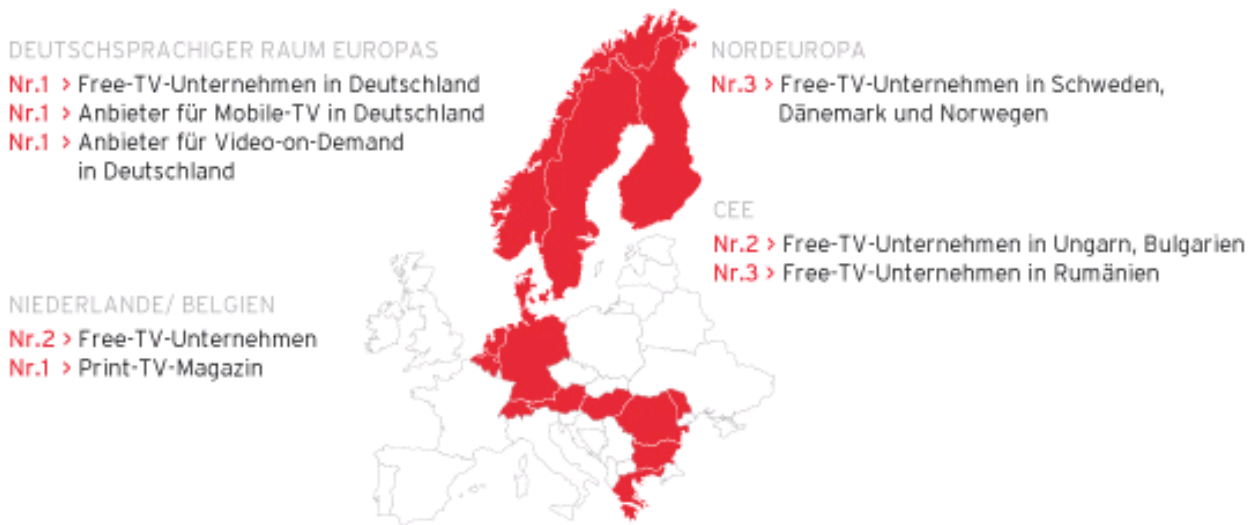 DEUTSCHSPRACHIGER RAUM EUROPAS
Nr.1 > Free-TV-Unternehmen in Deutschland
Nr.1 > Anbieter für Mobile-TV in Deutschland
Nr.1 > Anbieter für Video-on-Demand
in Deutschland
NIEDERLANDE/ BELGIEN
Nr.2 > Free-TV-Unternehmen
Nr.1 > Print-TV-Magazin
NORDEUROPA
Nr.3 > Free-TV-Unternehmen in Schweden,
Dänemark und Norwegen
CEE
Nr.2 > Free-TV-Unternehmen in Ungarn, Bulgarien
Nr.3 > Free-TV-Unternehmen in Rumänien